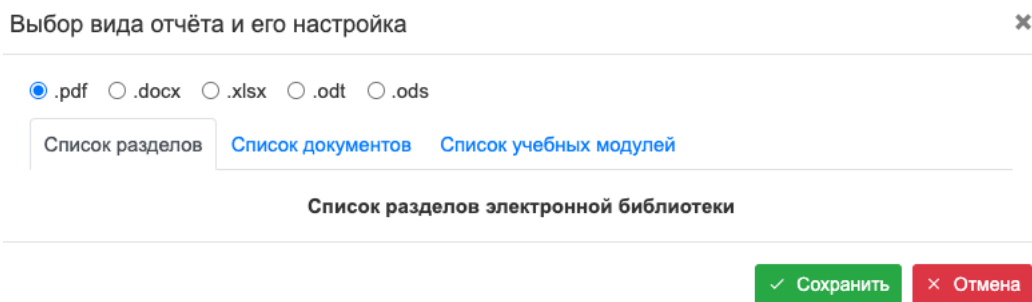 Выбор вида отчёта и его настройка
.pdf .docx .xlsx .odt .ods
Список разделов Список документов Список учебных модулей
Список разделов электронной библиотеки
Сохранить Отмена